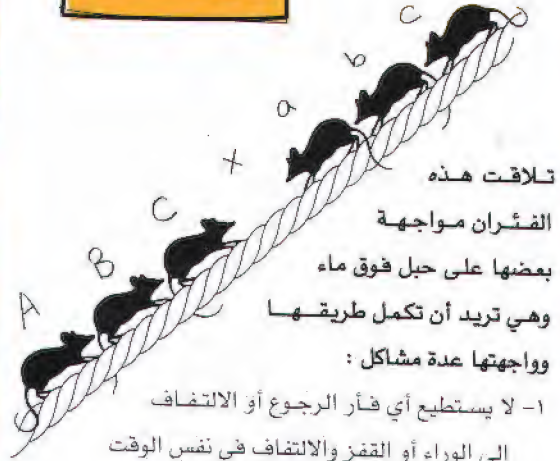 A B C x a b c
تلاقت هذه
الفئران مواجهة
بعضها على حبل فوق ماء
وهي تريد أن تكمل طريقها
وواجهتها عدة مشاكل :
١- لا يستطيع أي فأر الرجوع أو الالتفاف
إلى الوراء أو القفز والالتفاف في نفس الوقت